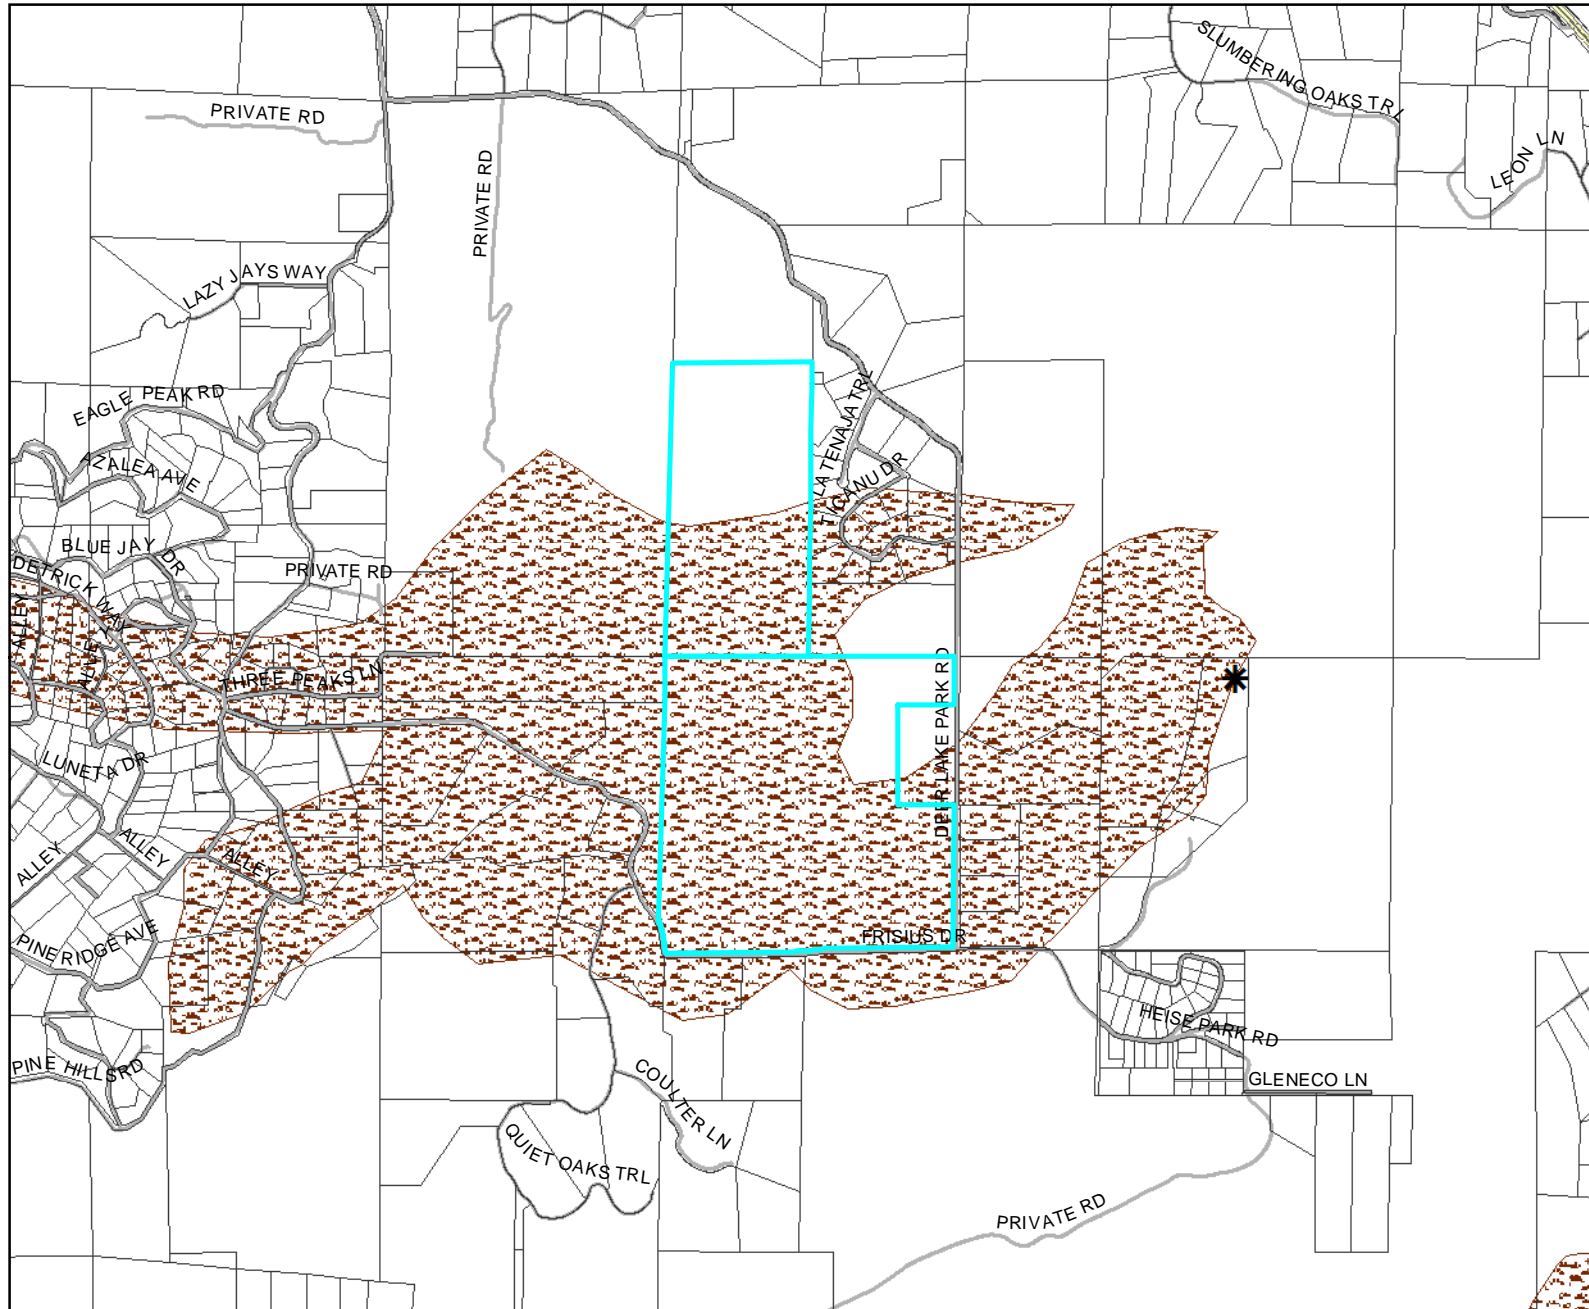 SLUMBERING OAKS TRL
PRIVATE RD
LEON LN
PRIVATE RD
LAZY JAYS WAY
EAGLE PEAK RD
LA TENAJA TRL
AZALEA AVE
TICANU DR
BLUE JAY DR
DETRICK WAY
PRIVATE RD
ALLEY
ALLEY
THREE PEAKS LN
DEER LAKE PARK RD
LUNETA DR
ALLEY
ALLEY
ALLEY
PINE RIDGE AVE
FRISIUS DR
HEISE PARK RD
PINE HILLS RD
GLENECO LN
COULTER LN
QUIET OAKS TRL
PRIVATE RD